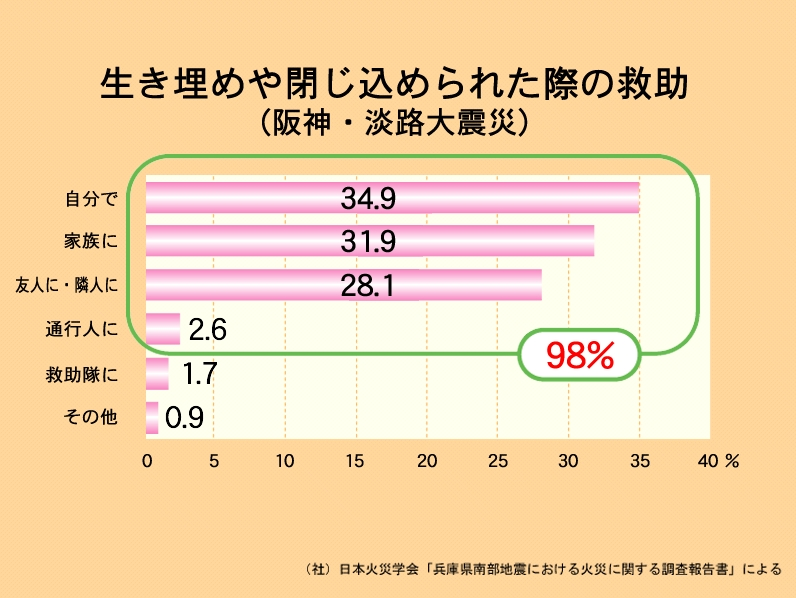 生き埋めや閉じ込められた際の救助
（阪神・淡路大震災）
自分で 34.9
家族に 31.9
友人に・隣人に 28.1
通行人に 2.6
98%
救助隊に 1.7
その他 0.9
0 5 10 15 20 25 30 35 40 %
（社）日本火災学会「兵庫県南部地震における火災に関する調査報告書」による